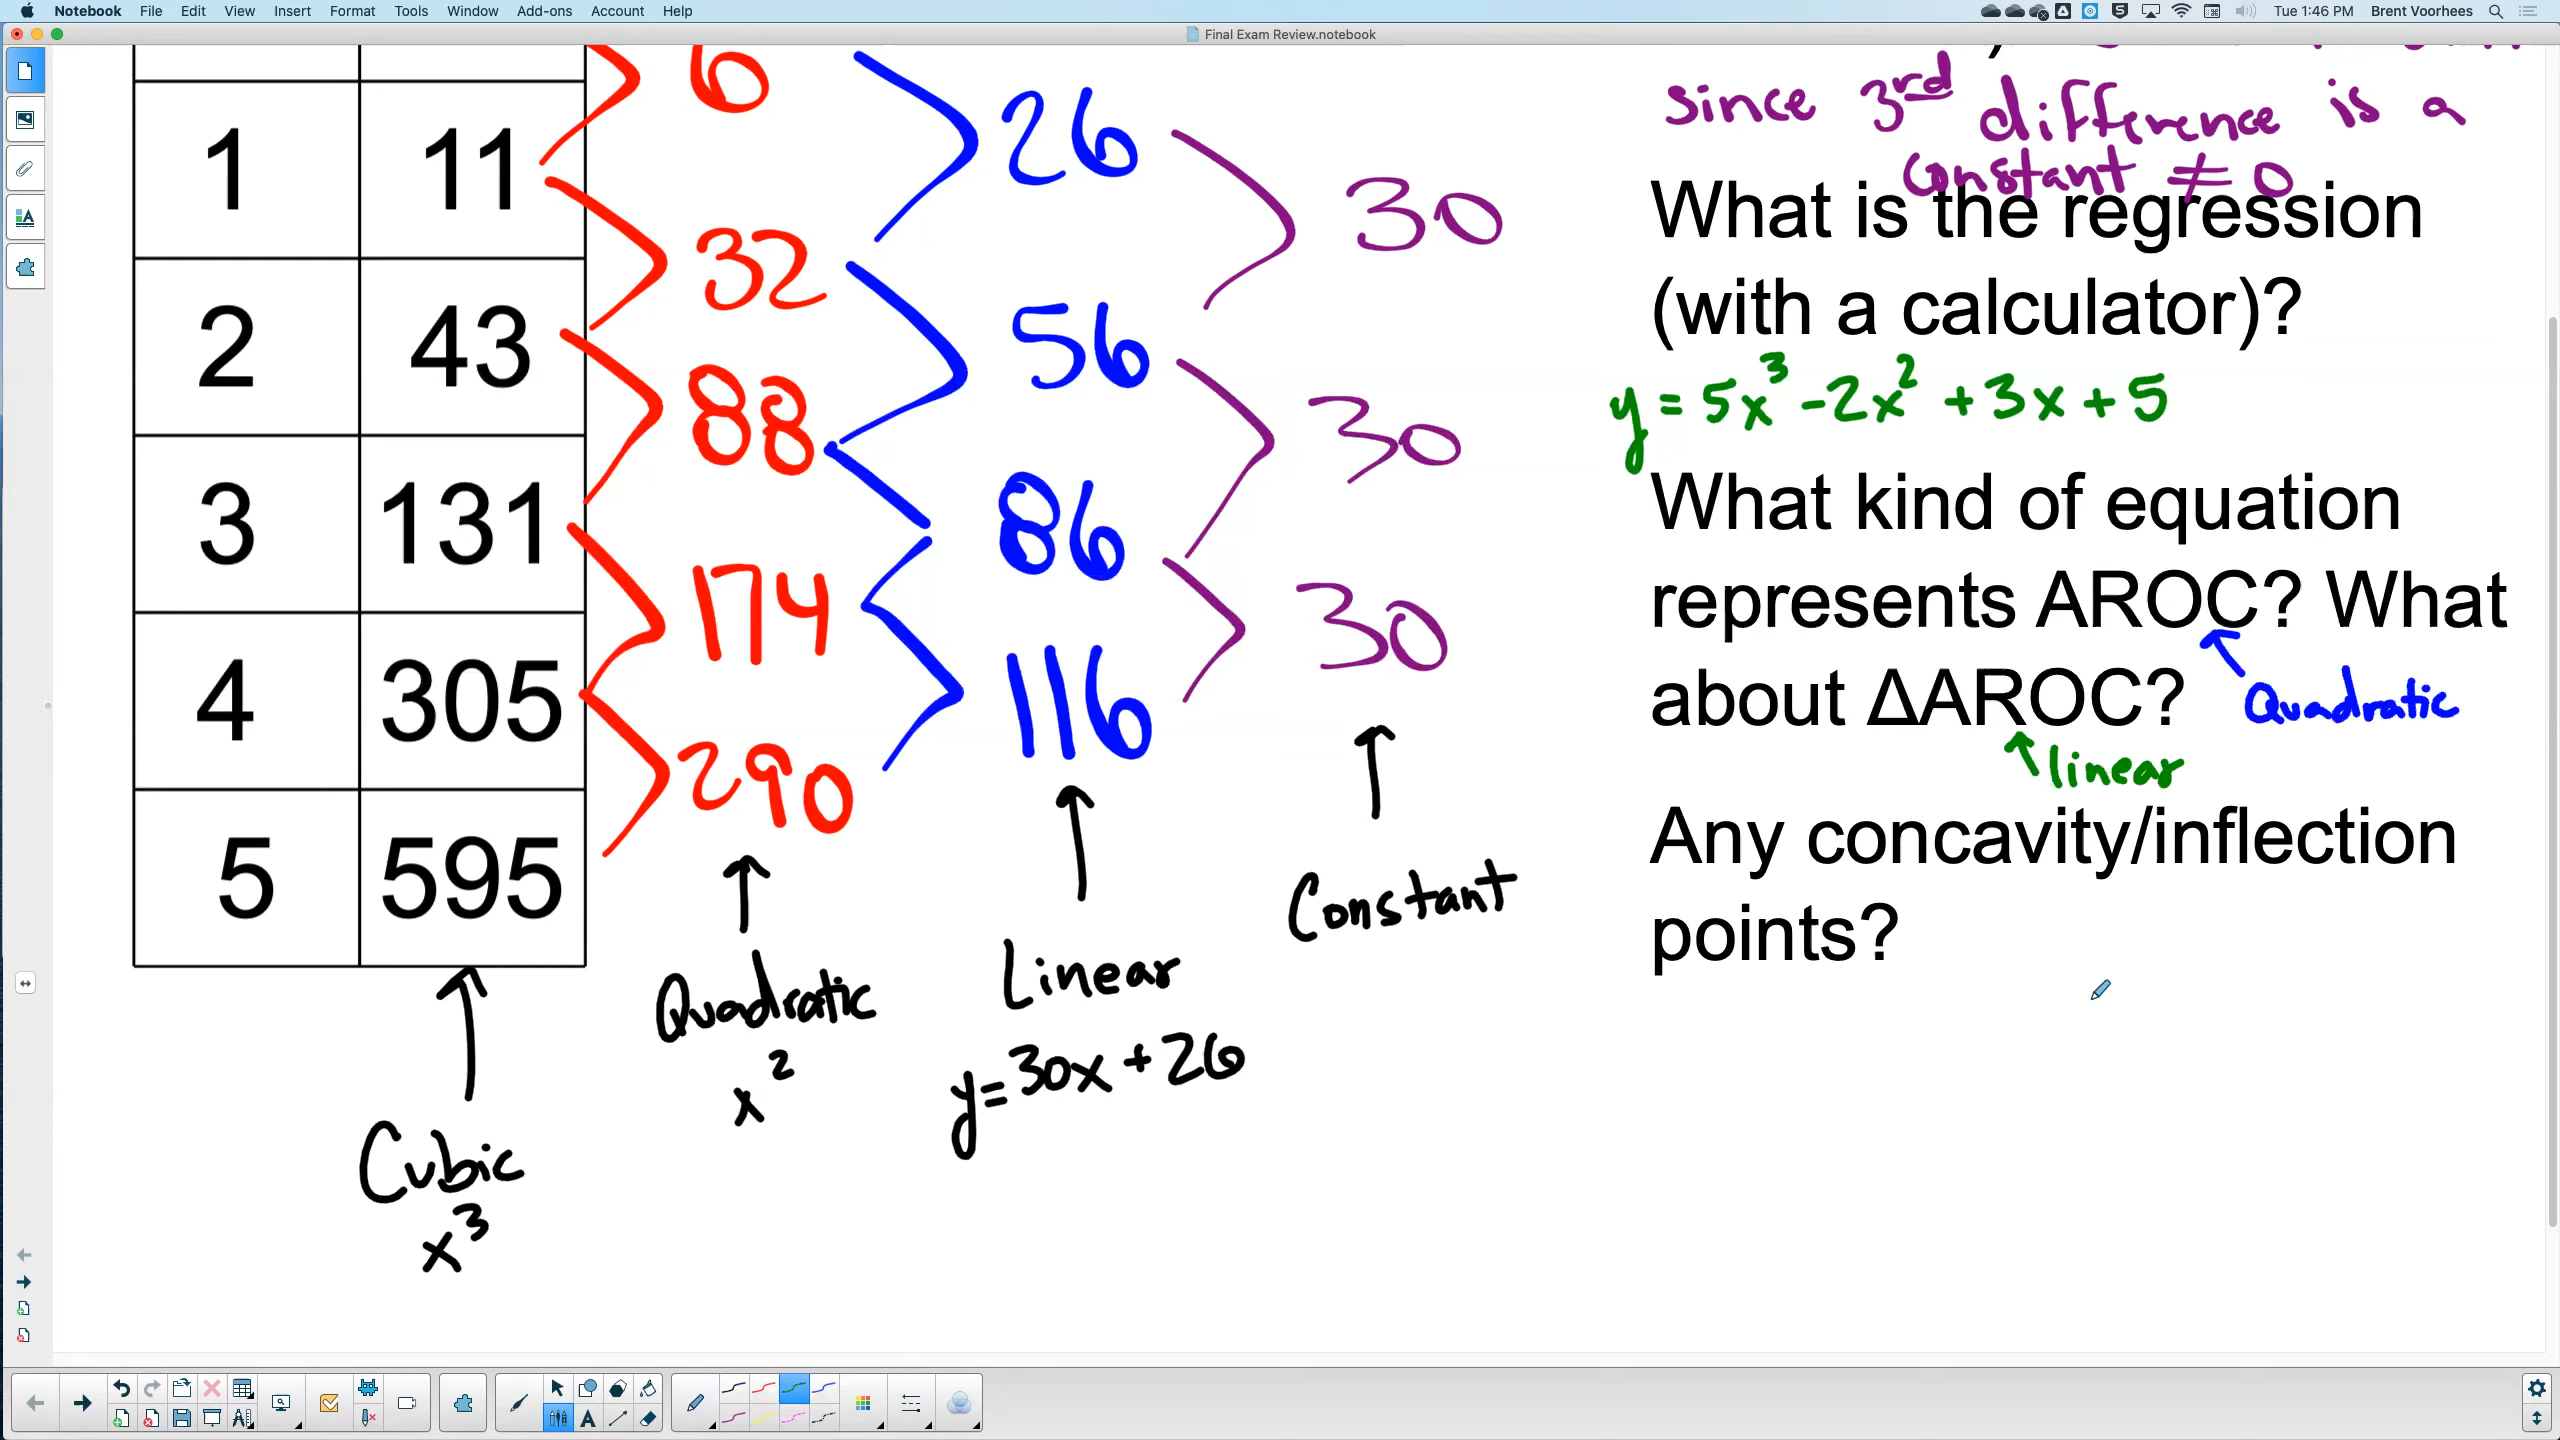 Notebook File Edit View Insert Format Tools Window Add-ons Account Help Tue 1:46 PM Brent Voorhees
Final Exam Review.notebook
6
26
30
1 11
32
56
2 43
88
30
3 131
86
174
30
4 305
116
290
5 595
Constant
Quadratic
x²
Linear
y=30x+26
Cubic
x³
since 3rd difference is a
constant ≠ 0
What is the regression
(with a calculator)?
y = 5x³ -2x² +3x+5
What kind of equation
represents AROC? What
about ΔAROC?
Quadratic
linear
Any concavity/inflection
points?